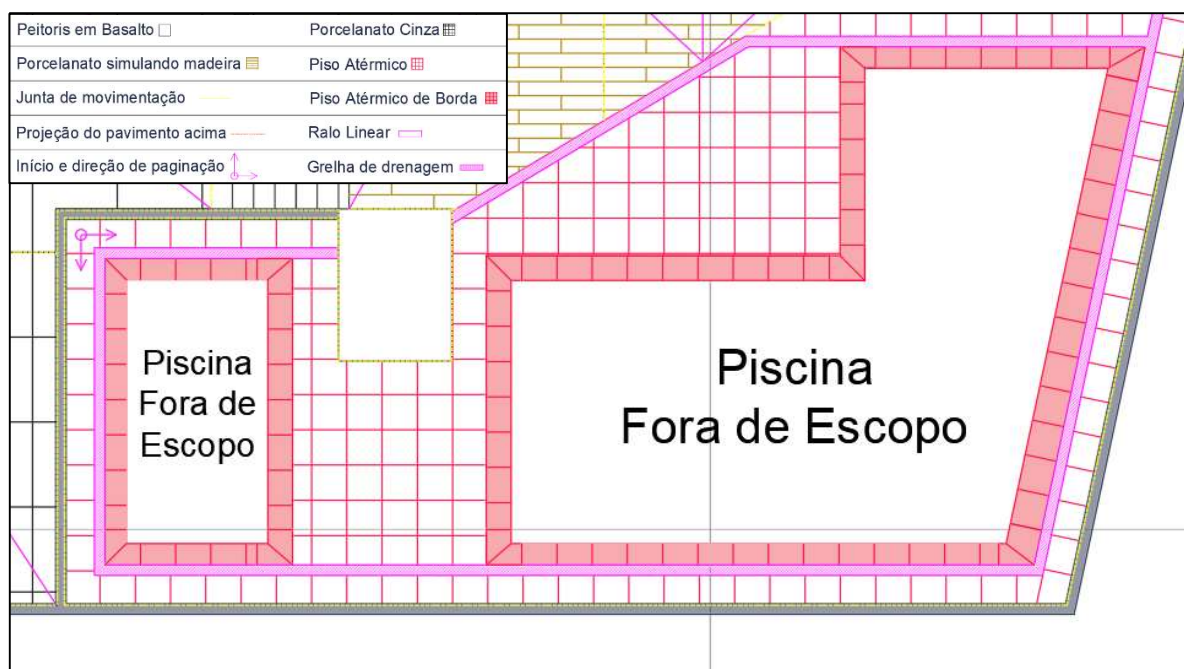 Peitoris em Basalto
Porcelanato Cinza
Porcelanato simulando madeira
Piso Atérmico
Junta de movimentação
Piso Atérmico de Borda
Projeção do pavimento acima
Ralo Linear
Início e direção de paginação
Grelha de drenagem
Piscina
Fora de
Escopo
Piscina
Fora de Escopo